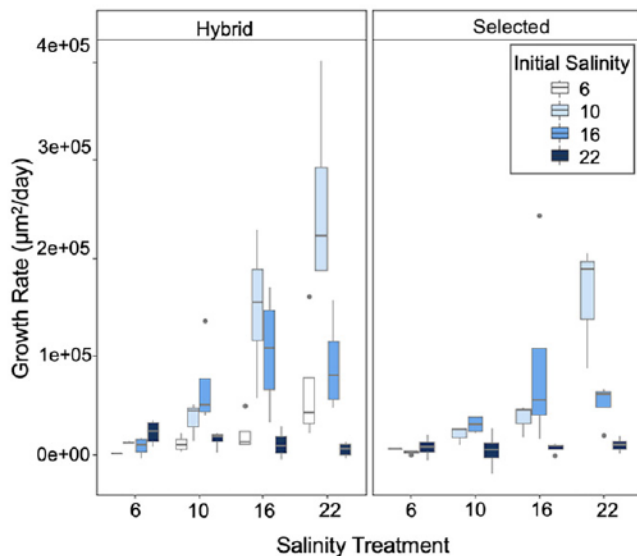 Hybrid
Selected
Initial Salinity
6
10
16
22
Growth Rate (µm²/day)
4e+05
3e+05
2e+05
1e+05
0e+00
6 10 16 22
6 10 16 22
Salinity Treatment